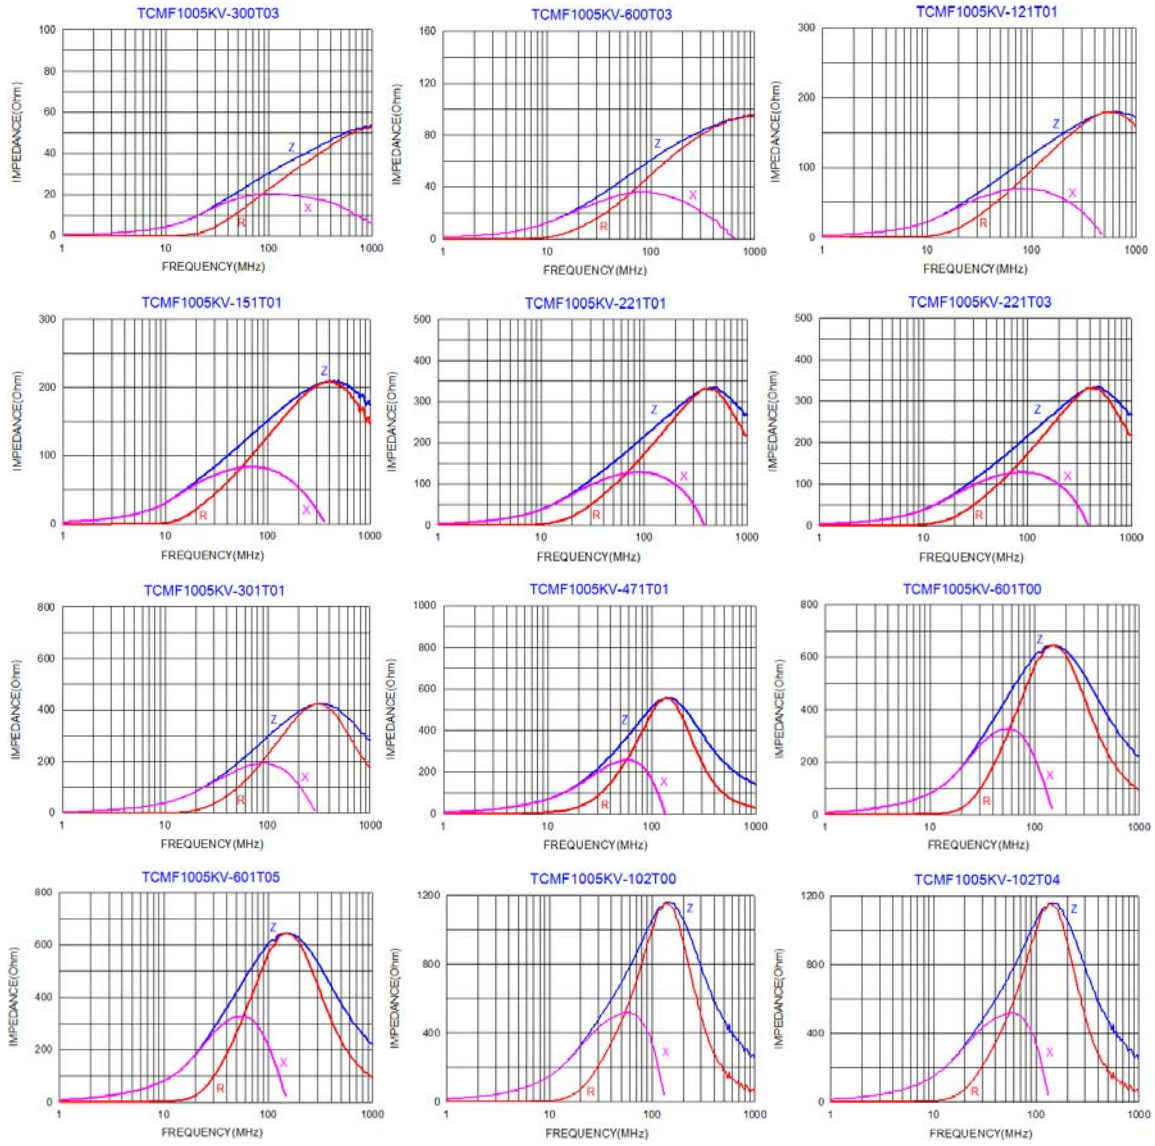 TCMF1005KV-300T03
100
80
60
40
20
0
IMPEDANCE(Ohm)
Z
X
R
1
10
100
1000
FREQUENCY(MHz)
TCMF1005KV-600T03
160
120
80
40
0
IMPEDANCE(Ohm)
Z
X
R
1
10
100
1000
FREQUENCY(MHz)
TCMF1005KV-121T01
300
200
100
0
IMPEDANCE(Ohm)
Z
X
R
1
10
100
1000
FREQUENCY(MHz)
TCMF1005KV-151T01
300
200
100
0
IMPEDANCE(Ohm)
Z
X
R
1
10
100
1000
FREQUENCY(MHz)
TCMF1005KV-221T01
500
400
300
200
100
0
IMPEDANCE(Ohm)
Z
X
R
1
10
100
1000
FREQUENCY(MHz)
TCMF1005KV-221T03
500
400
300
200
100
0
IMPEDANCE(Ohm)
Z
X
R
1
10
100
1000
FREQUENCY(MHz)
TCMF1005KV-301T01
800
600
400
200
0
IMPEDANCE(Ohm)
Z
X
R
1
10
100
1000
FREQUENCY(MHz)
TCMF1005KV-471T01
1000
800
600
400
200
0
IMPEDANCE(Ohm)
Z
X
R
1
10
100
1000
FREQUENCY(MHz)
TCMF1005KV-601T00
800
600
400
200
0
IMPEDANCE(Ohm)
Z
X
R
1
10
100
1000
FREQUENCY(MHz)
TCMF1005KV-601T05
800
600
400
200
0
IMPEDANCE(Ohm)
Z
X
R
1
10
100
1000
FREQUENCY(MHz)
TCMF1005KV-102T00
1200
800
400
0
IMPEDANCE(Ohm)
Z
X
R
1
10
100
1000
FREQUENCY(MHz)
TCMF1005KV-102T04
1200
800
400
0
IMPEDANCE(Ohm)
Z
X
R
1
10
100
1000
FREQUENCY(MHz)